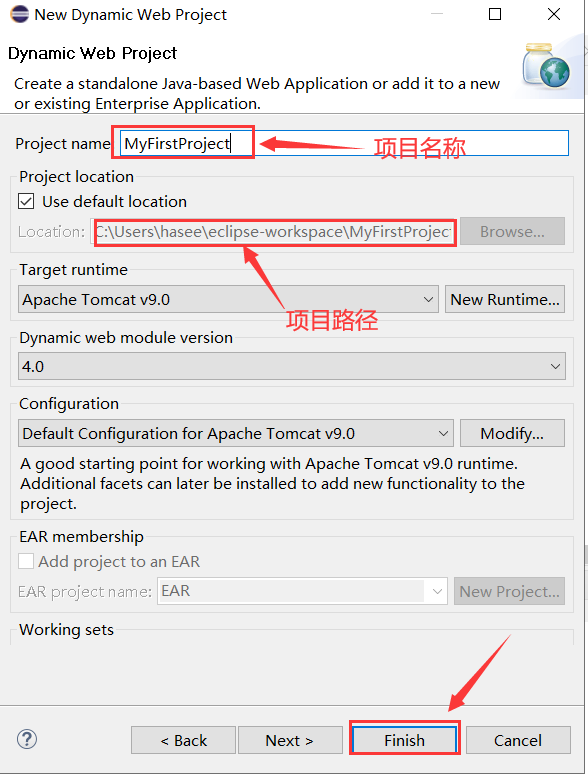 New Dynamic Web Project
Dynamic Web Project
Create a standalone Java-based Web Application or add it to a new
or existing Enterprise Application.
Project name: MyFirstProject
项目名称
Project location
Use default location
Location: C:\Users\hasee\eclipse-workspace\MyFirstProject Browse...
项目路径
Target runtime
Apache Tomcat v9.0 New Runtime...
Dynamic web module version
4.0
Configuration
Default Configuration for Apache Tomcat v9.0 Modify...
A good starting point for working with Apache Tomcat v9.0 runtime.
Additional facets can later be installed to add new functionality to the
project.
EAR membership
Add project to an EAR
EAR project name: EAR New Project...
Working sets
? < Back Next > Finish Cancel